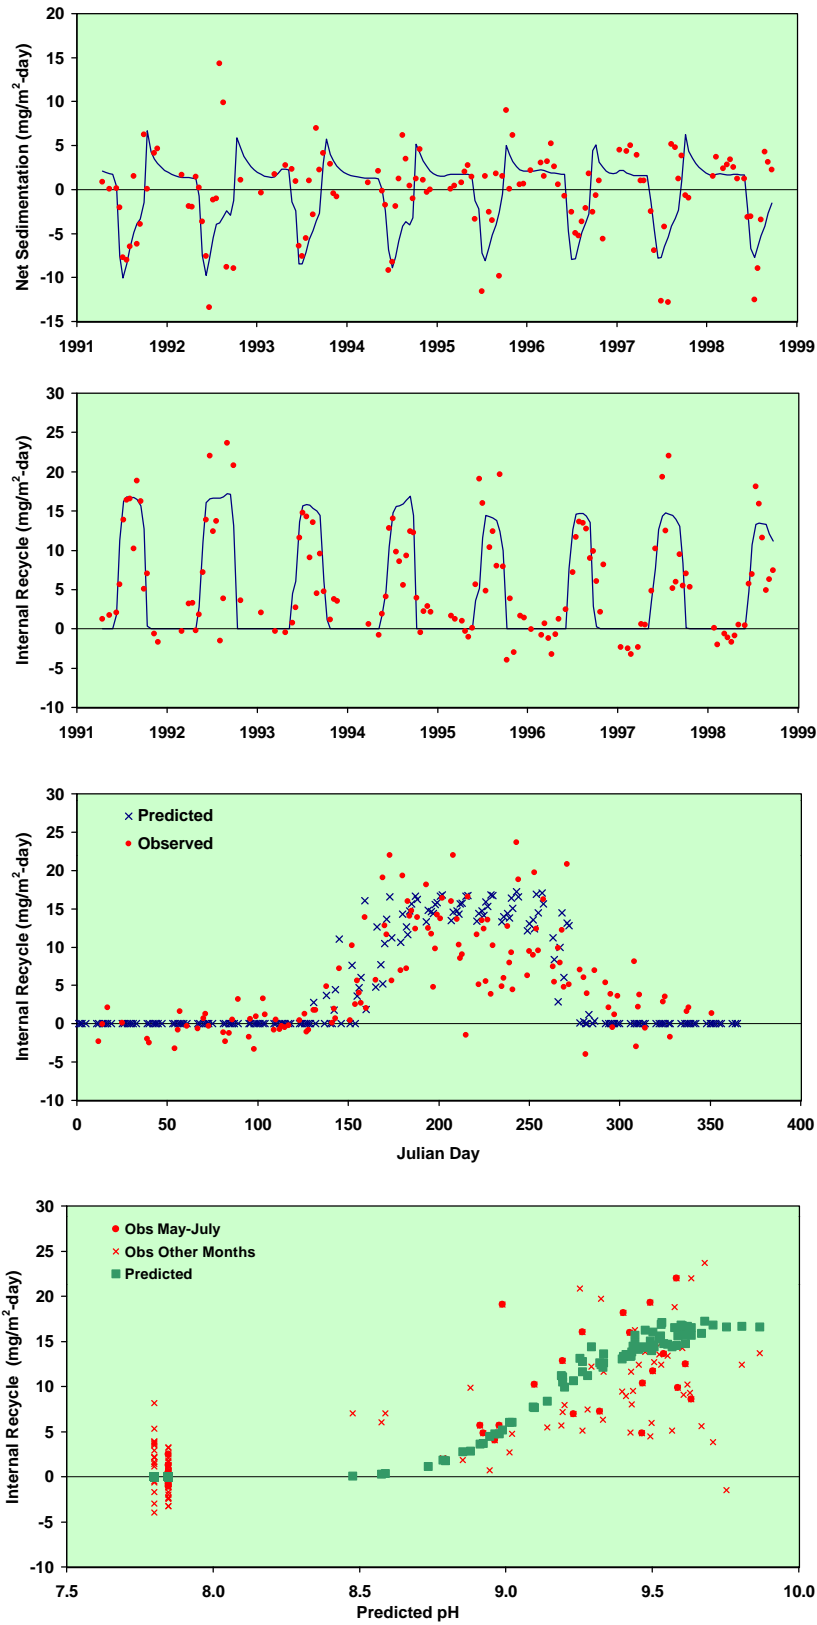 Net Sedimentation (mg/m²-day)
20
15
10
5
0
-5
-10
-15
1991 1992 1993 1994 1995 1996 1997 1998 1999
Internal Recycle (mg/m²-day)
30
25
20
15
10
5
0
-5
-10
1991 1992 1993 1994 1995 1996 1997 1998 1999
Internal Recycle (mg/m²-day)
30
25
20
15
10
5
0
-5
-10
Predicted
Observed
0 50 100 150 200 250 300 350 400
Julian Day
Internal Recycle (mg/m²-day)
30
25
20
15
10
5
0
-5
-10
Obs May-July
Obs Other Months
Predicted
7.5 8.0 8.5 9.0 9.5 10.0
Predicted pH